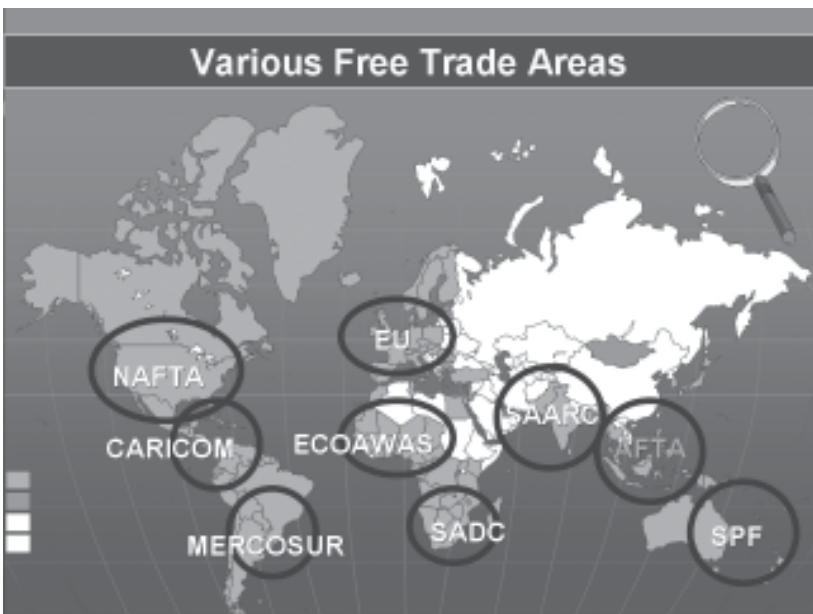 Various Free Trade Areas
EU
NAFTA
SAARC
CARICOM
ECOAWAS
AFTA
MERCOSUR
SADC
SPF